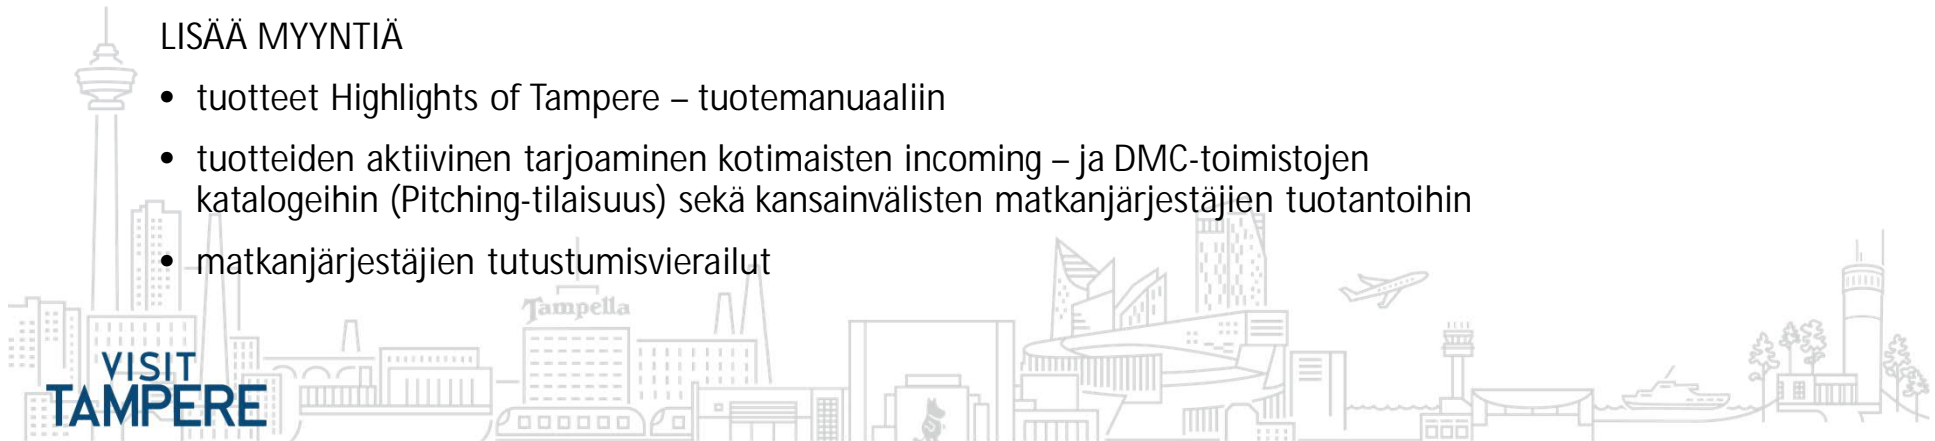 LISÄÄ MYYNTIÄ
• tuotteet Highlights of Tampere – tuotemanuaaliin
• tuotteiden aktiivinen tarjoaminen kotimaisten incoming – ja DMC-toimistojen
katalogeihin (Pitching-tilaisuus) sekä kansainvälisten matkanjärjestäjien tuotantoihin
• matkanjärjestäjien tutustumisvierailut
Tampella
VISIT
TAMPERE